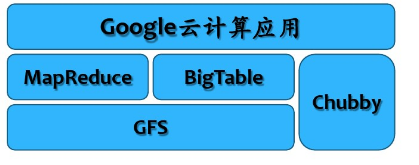 Google云计算应用
MapReduce
BigTable
Chubby
GFS